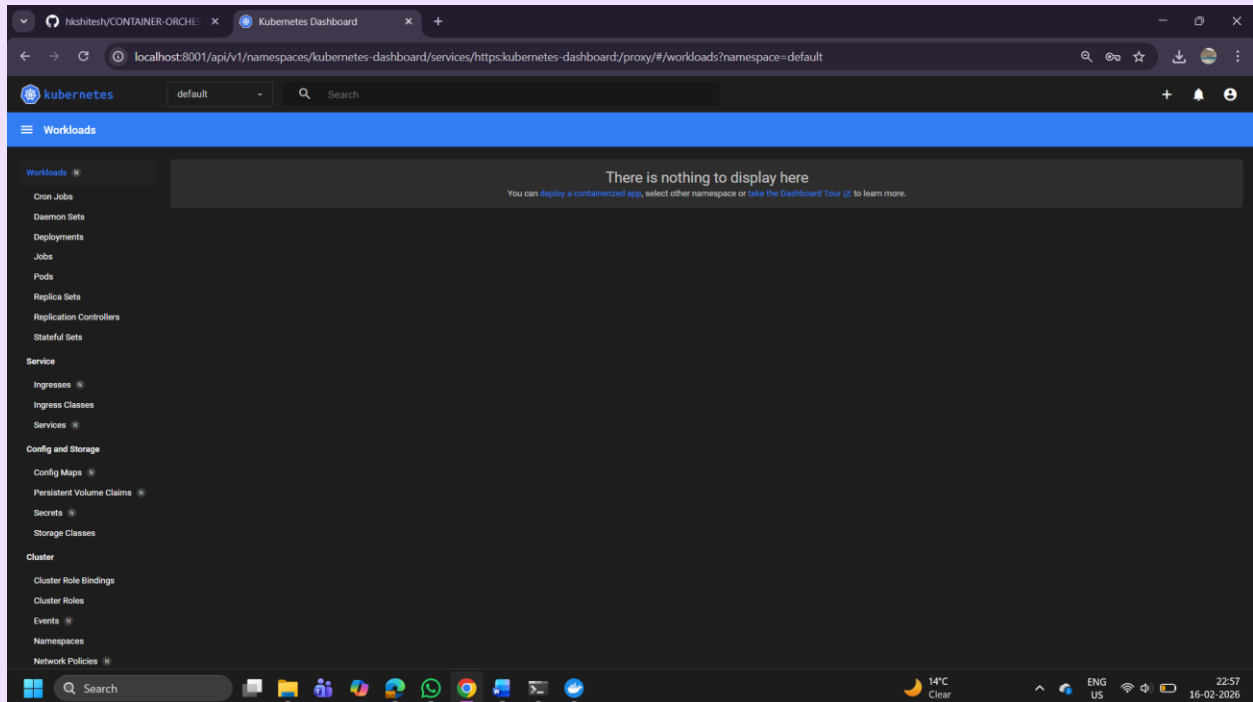 hkshitesh/CONTAINER-ORCHES
Kubernetes Dashboard
localhost:8001/api/v1/namespaces/kubernetes-dashboard/services/https:kubernetes-dashboard:/proxy/#/workloads?namespace=default
kubernetes
default
Search
Workloads
Workloads N
Cron Jobs
Daemon Sets
Deployments
Jobs
Pods
Replica Sets
Replication Controllers
Stateful Sets
Service
Ingresses N
Ingress Classes
Services N
Config and Storage
Config Maps N
Persistent Volume Claims N
Secrets N
Storage Classes
Cluster
Cluster Role Bindings
Cluster Roles
Events N
Namespaces
Network Policies N
There is nothing to display here
You can deploy a containerized app, select other namespace or take the Dashboard Tour to learn more.
Search
14°C
Clear
ENG
US
22:57
16-02-2026